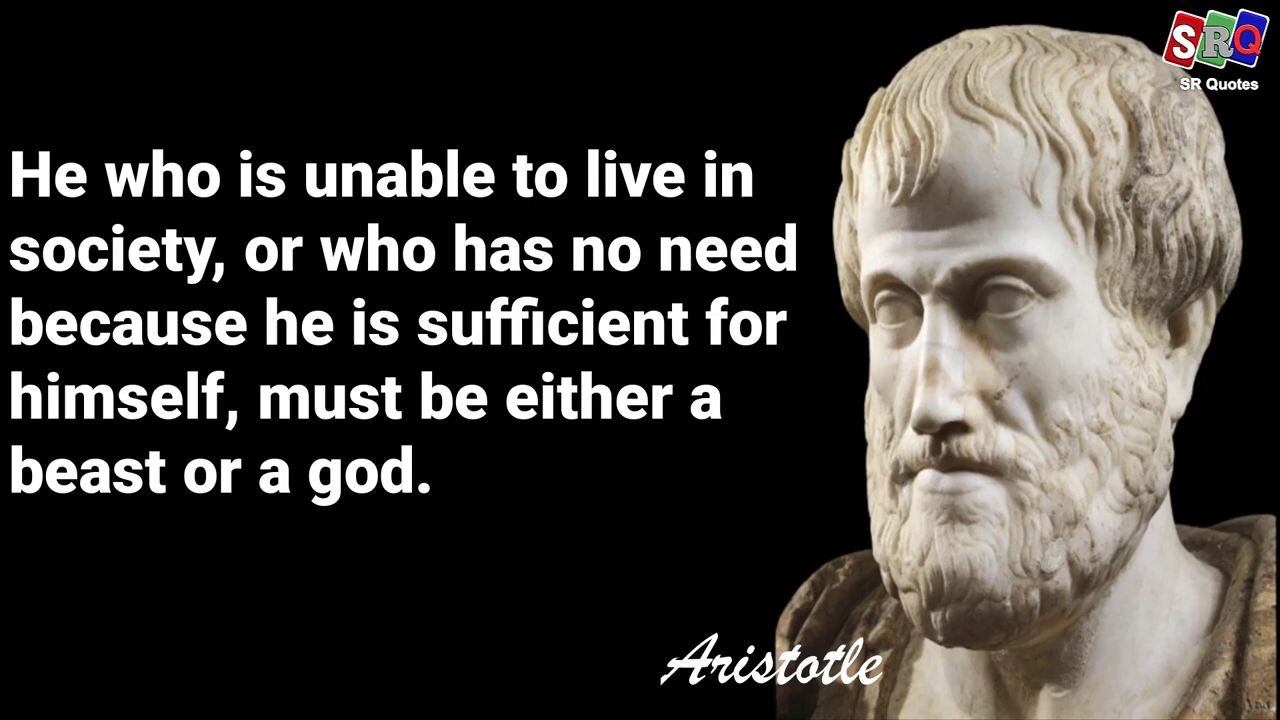 SRQ
SR Quotes
He who is unable to live in
society, or who has no need
because he is sufficient for
himself, must be either a
beast or a god.
Aristotle